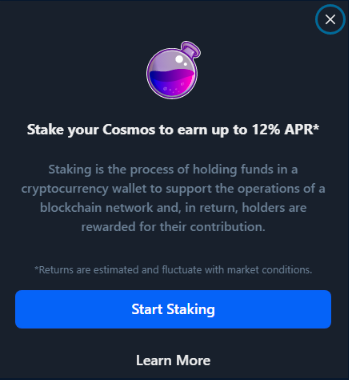 Stake your Cosmos to earn up to 12% APR*
Staking is the process of holding funds in a
cryptocurrency wallet to support the operations of a
blockchain network and, in return, holders are
rewarded for their contribution.
*Returns are estimated and fluctuate with market conditions.
Start Staking
Learn More